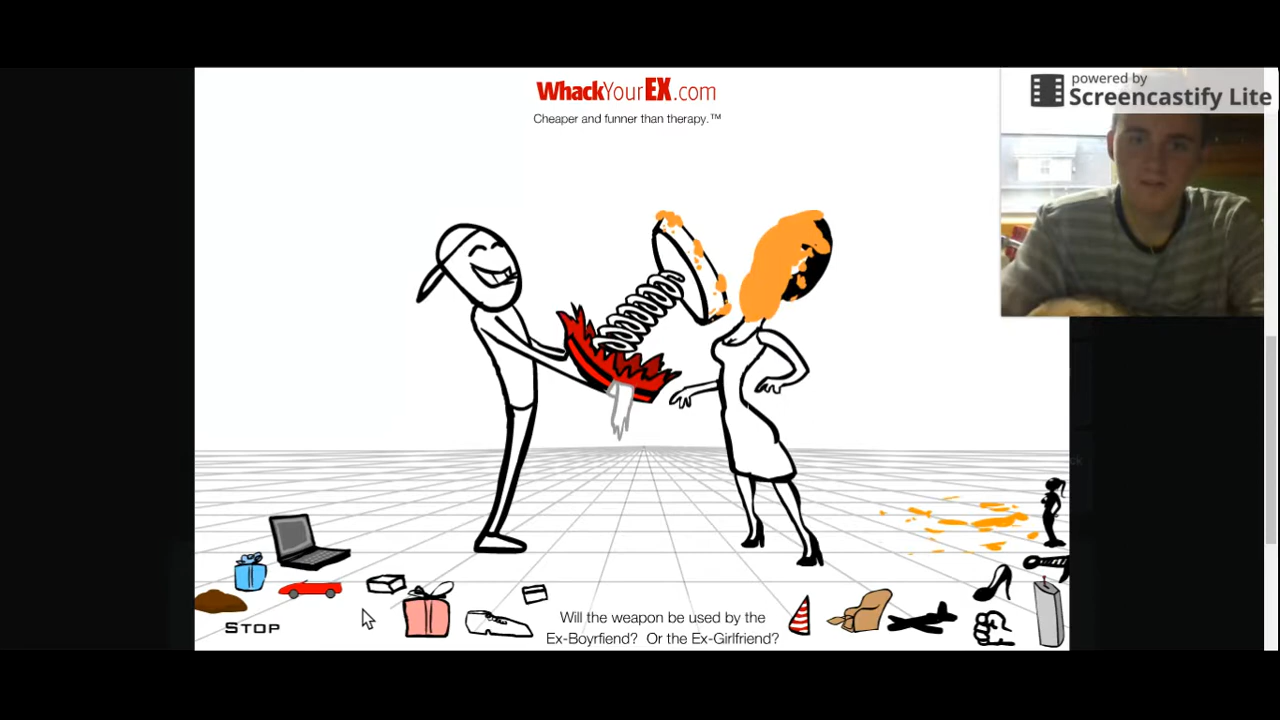 WhackYourEX.com
Cheaper and funner than therapy.™
powered by
Screencastify Lite
STOP
Will the weapon be used by the
Ex-Boyrfiend? Or the Ex-Girlfriend?